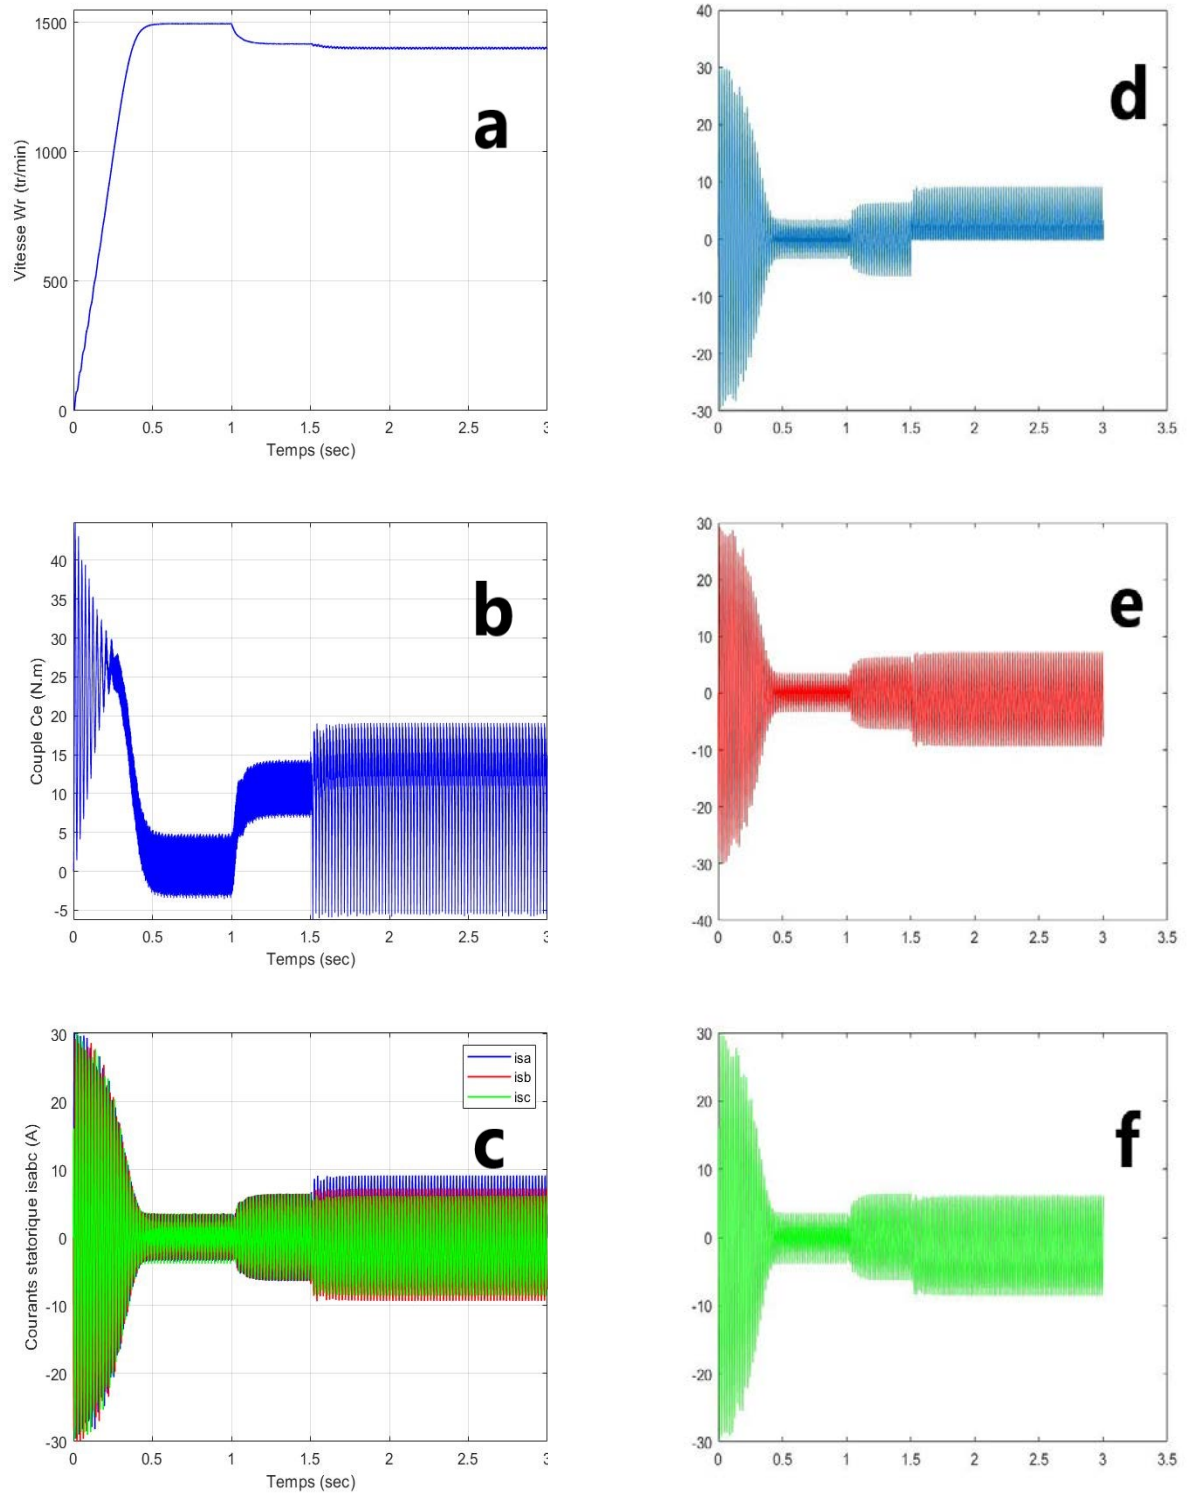 1500
1000
500
0
Vitesse Wr (tr/min)
0 0.5 1 1.5 2 2.5 3
Temps (sec)
a
40
30
20
10
0
-10
-20
-30
0 0.5 1 1.5 2 2.5 3 3.5
d
40
35
30
25
20
15
10
5
0
-5
Couple Ce (N.m)
0 0.5 1 1.5 2 2.5 3
Temps (sec)
b
30
20
10
0
-10
-20
-30
-40
0 0.5 1 1.5 2 2.5 3 3.5
e
30
20
10
0
-10
-20
-30
Courants statorique isabc (A)
isa
isb
isc
0 0.5 1 1.5 2 2.5 3
Temps (sec)
c
30
20
10
0
-10
-20
-30
0 0.5 1 1.5 2 2.5 3 3.5
f